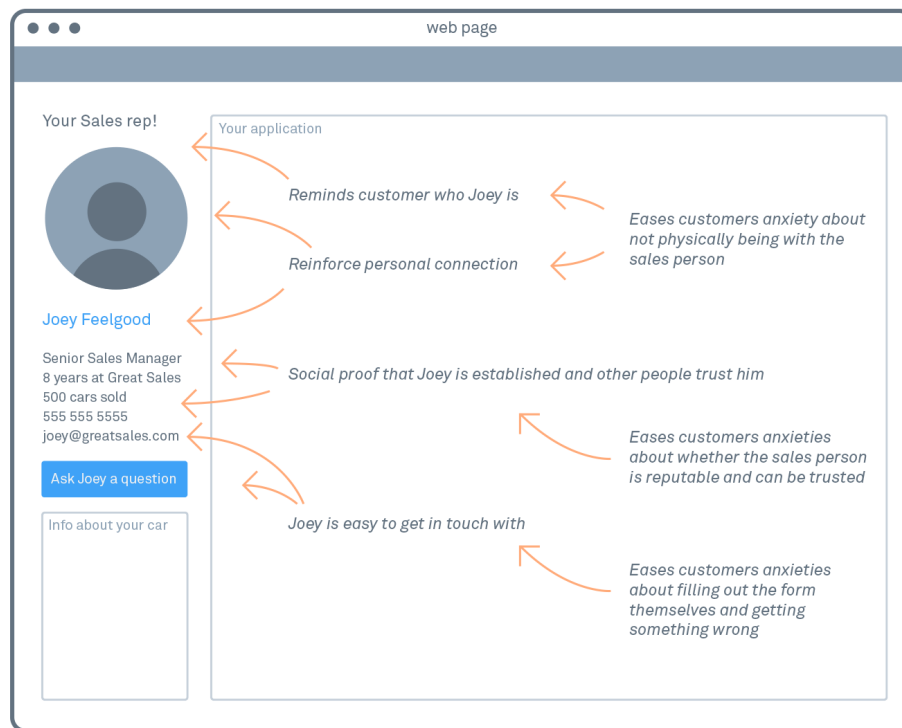 web page
Your Sales rep!
Your application
Reminds customer who Joey is
Eases customers anxiety about
not physically being with the
sales person
Reinforce personal connection
Joey Feelgood
Senior Sales Manager
8 years at Great Sales
500 cars sold
555 555 5555
joey@greatsales.com
Social proof that Joey is established and other people trust him
Eases customers anxieties
about whether the sales person
is reputable and can be trusted
Ask Joey a question
Info about your car
Joey is easy to get in touch with
Eases customers anxieties
about filling out the form
themselves and getting
something wrong